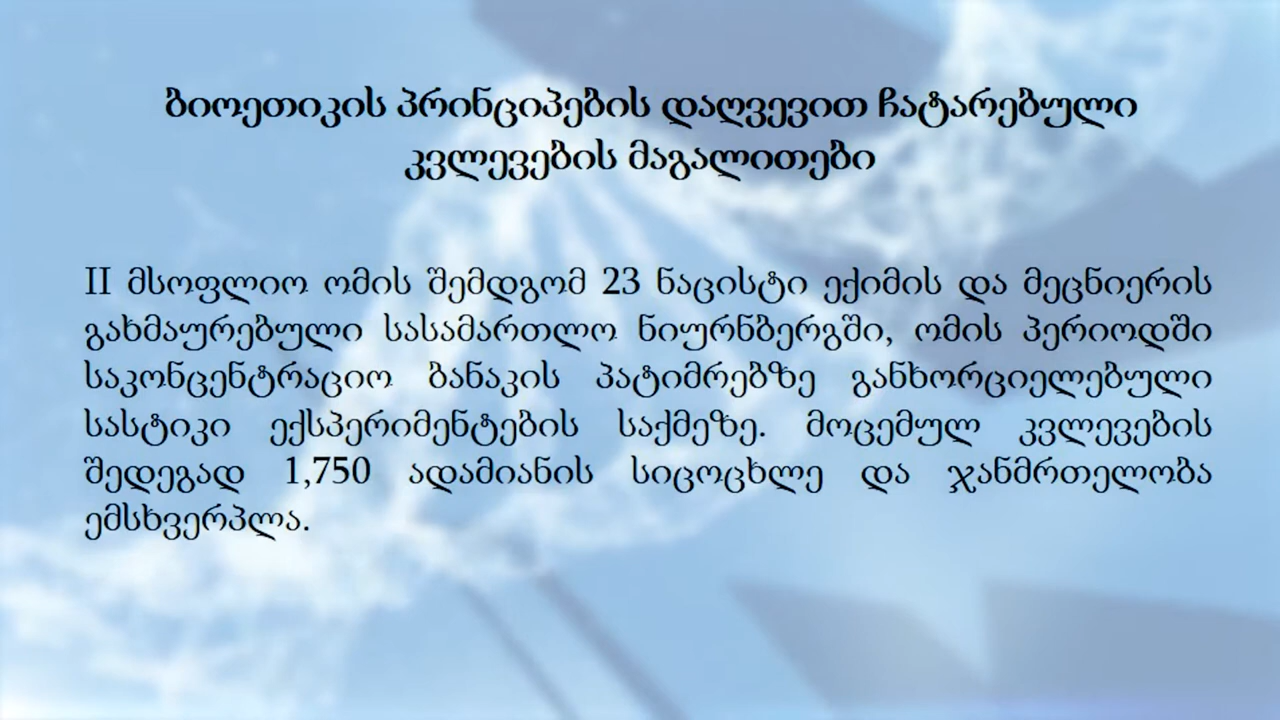 ბიოეთიკის პრინციპების დაღვევით ჩატარებული
კვლევების მაგალითები
II მსოფლიო ომის შემდგომ 23 ნაცისტი ექიმის და მეცნიერის
გახმაურებული სასამართლო ნიურნბერგში, ომის პერიოდში
საკონცენტრაციო ბანაკის პატიმრებზე განხორციელებული
სასტიკი ექსპერიმენტების საქმეზე. მოცემულ კვლევების
შედეგად 1,750 ადამიანის სიცოცხლე და ჯანმრთელობა
ემსხვერპლა.